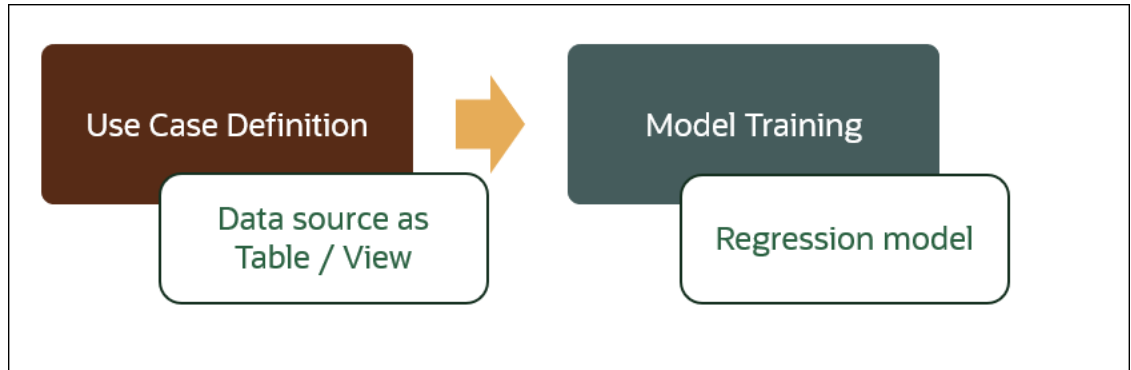 Use Case Definition
Model Training
Data source as
Table / View
Regression model